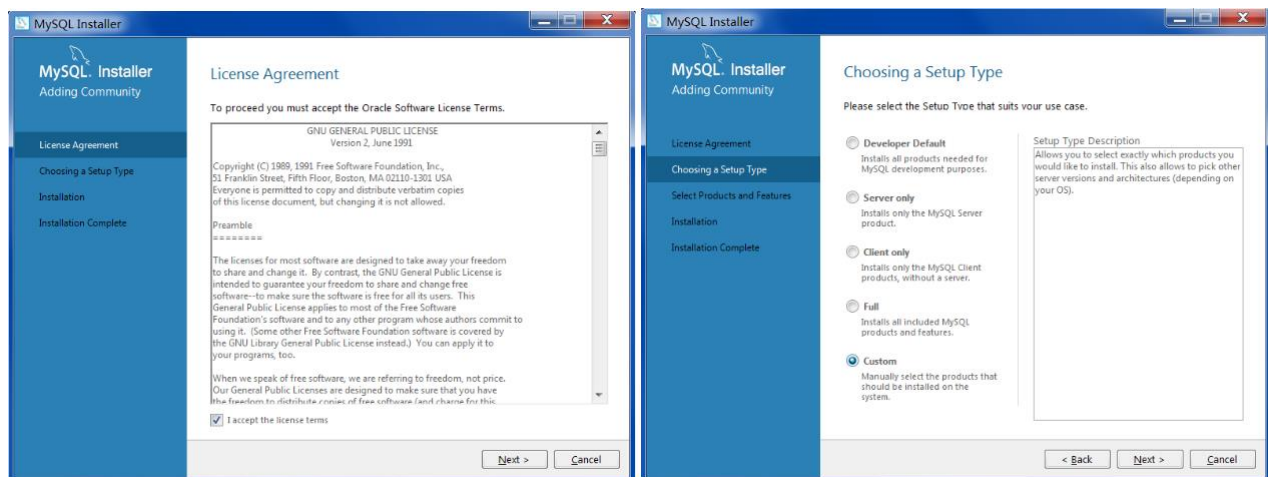 MySQL Installer
MySQL. Installer
Adding Community
License Agreement
Choosing a Setup Type
Installation
Installation Complete
License Agreement
To proceed you must accept the Oracle Software License Terms.
GNU GENERAL PUBLIC LICENSE
Version 2, June 1991
Copyright (C) 1989, 1991 Free Software Foundation, Inc.,
51 Franklin Street, Fifth Floor, Boston, MA 02110-1301 USA
Everyone is permitted to copy and distribute verbatim copies
of this license document, but changing it is not allowed.
Preamble
========
The licenses for most software are designed to take away your freedom
to share and change it. By contrast, the GNU General Public License is
intended to guarantee your freedom to share and change free
software--to make sure the software is free for all its users. This
General Public License applies to most of the Free Software
Foundation's software and to any other program whose authors commit to
using it. (Some other Free Software Foundation software is covered by
the GNU Library General Public License instead.) You can apply it to
your programs, too.
When we speak of free software, we are referring to freedom, not price.
Our General Public Licenses are designed to make sure that you have
the freedom to distribute copies of free software (and charge for this
I accept the license terms
Next >
Cancel
MySQL Installer
MySQL. Installer
Adding Community
License Agreement
Choosing a Setup Type
Select Products and Features
Installation
Installation Complete
Choosing a Setup Type
Please select the Setup Type that suits your use case.
Developer Default
Installs all products needed for
MySQL development purposes.
Server only
Installs only the MySQL Server
product.
Client only
Installs only the MySQL Client
products, without a server.
Full
Installs all included MySQL
products and features.
Custom
Manually select the products that
should be installed on the
system.
Setup Type Description
Allows you to select exactly which products you
would like to install. This also allows to pick other
server versions and architectures (depending on
your OS).
< Back
Next >
Cancel